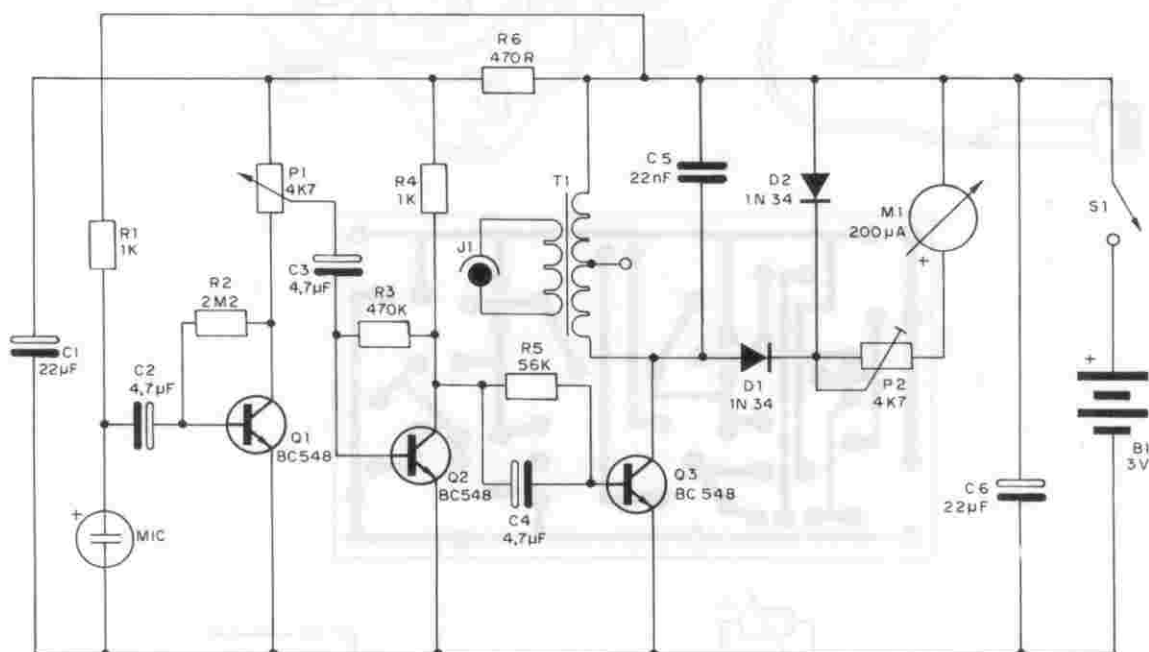 R6
470R
P1
4K7
R4
1K
C5
22nF
D2
1N 34
M1
200µA
+
S1
R1
1K
T1
J1
C3
4,7µF
R2
2M2
R3
470K
C1
22µF
C2
4,7µF
R5
56K
D1
1N 34
P2
4K7
+
B1
3V
Q1
BC548
Q2
BC548
Q3
BC 548
C6
22µF
C4
4,7µF
+
MIC